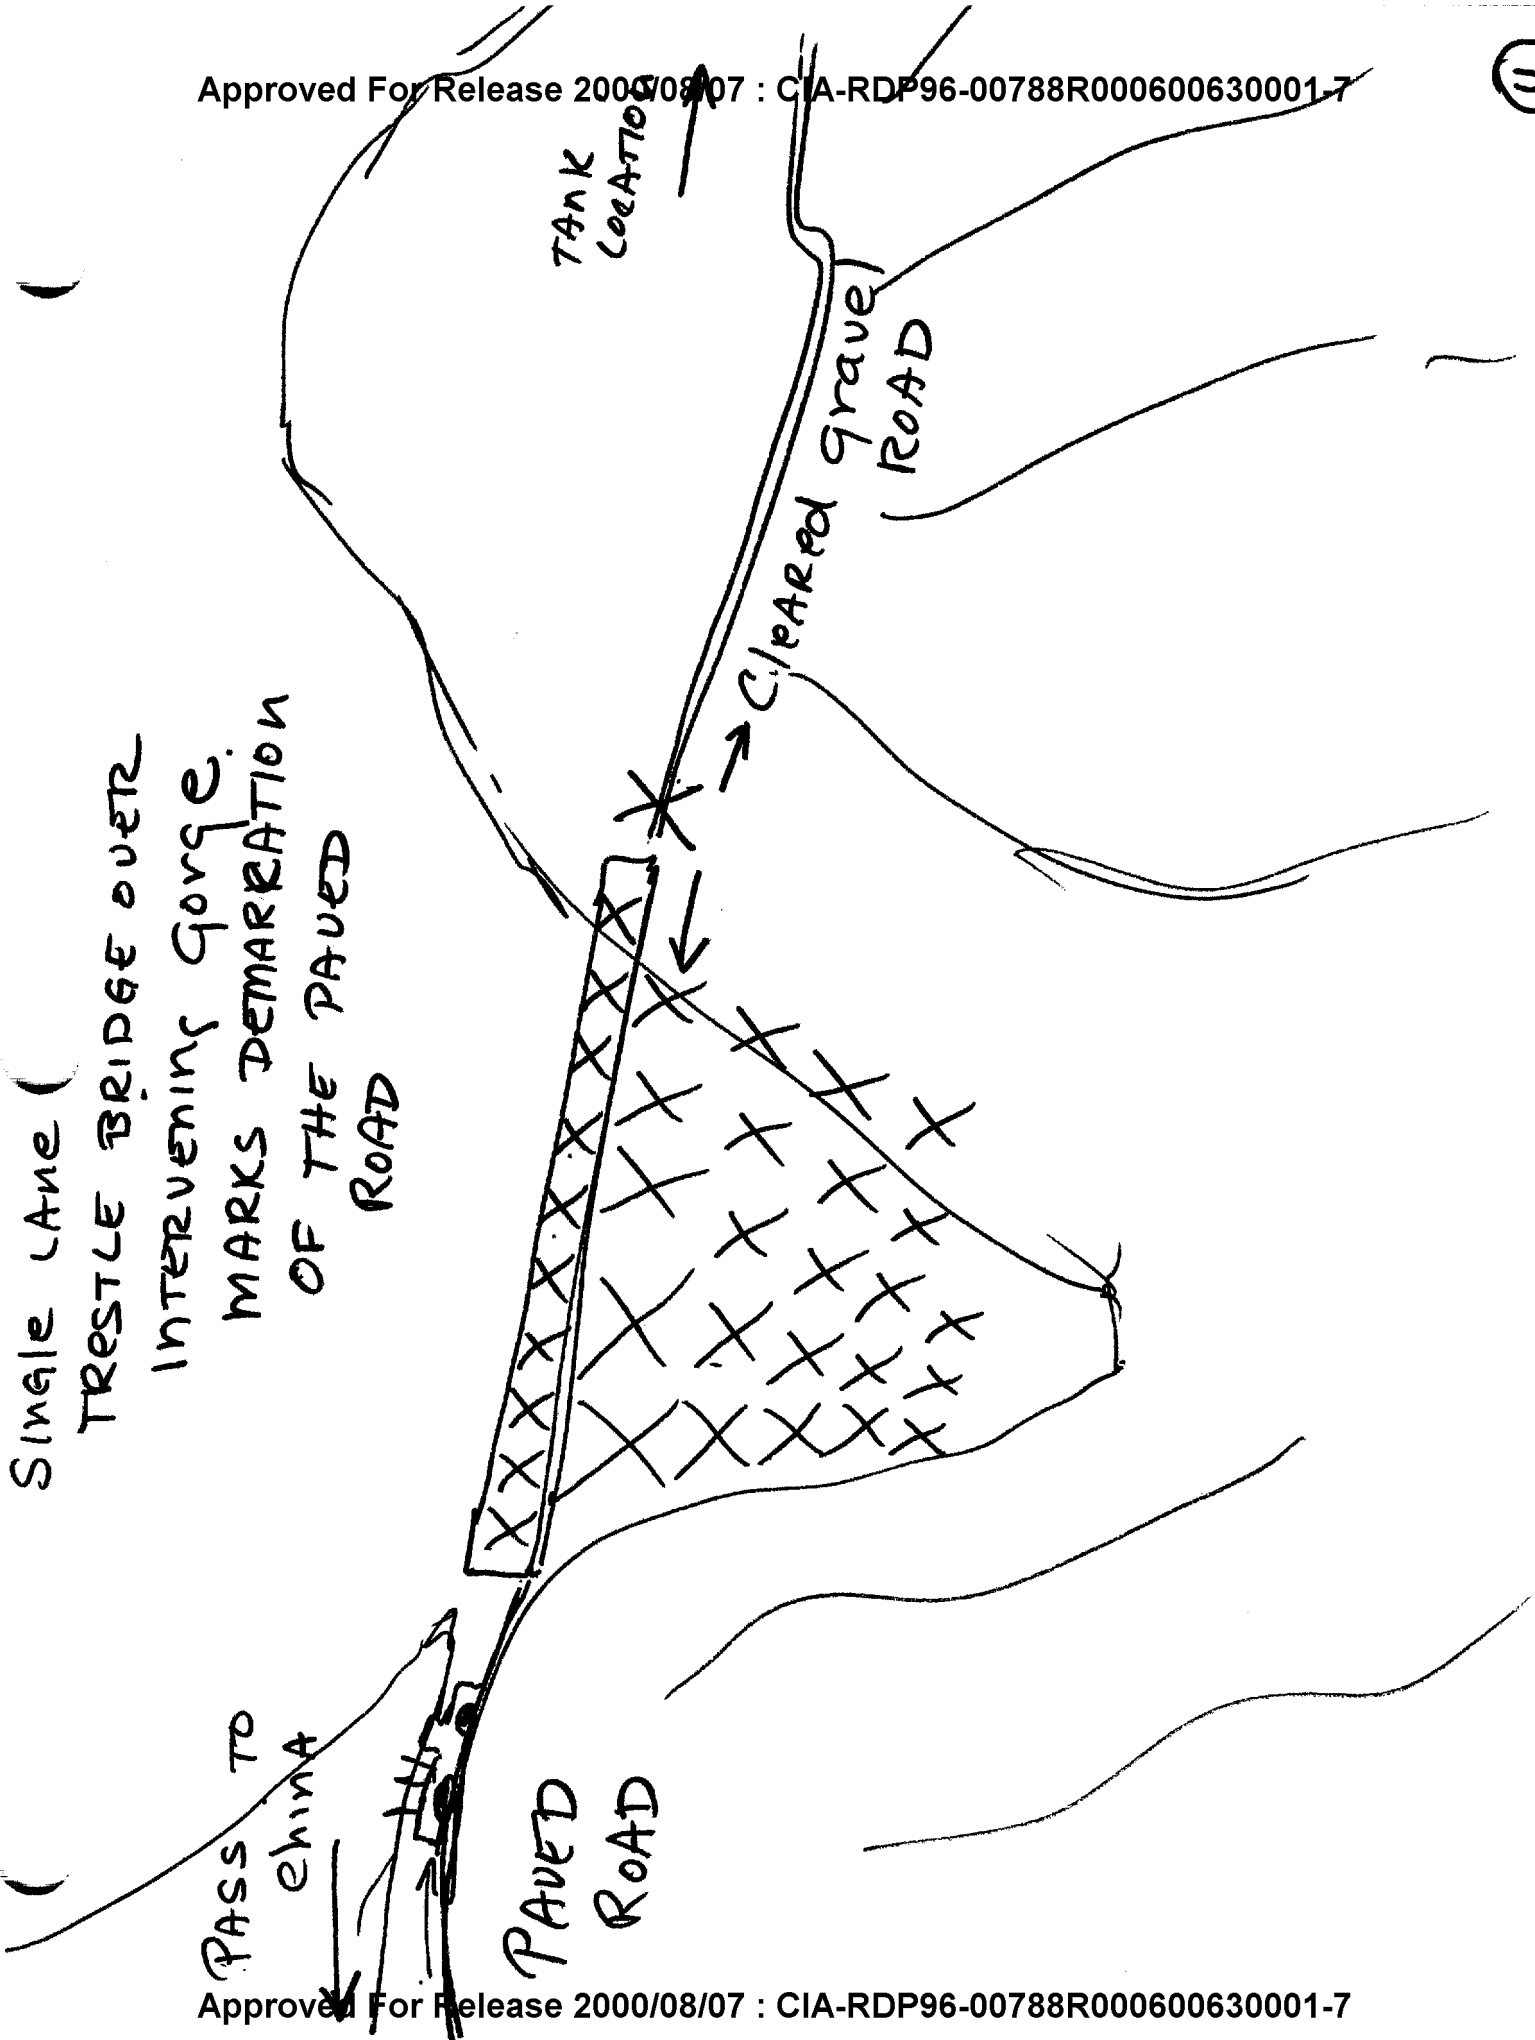 Approved For Release 2000/08/07 : CIA-RDP96-00788R000600630001-7
11
SINGLE LANE
TRESTLE BRIDGE OVER
INTERVENING Gorge.
MARKS DEMARRATION
OF THE PAVED
ROAD
TANK
LOCATION
CLEARED gravel
ROAD
PASS TO
CHINA
PAVED
ROAD
Approved For Release 2000/08/07 : CIA-RDP96-00788R000600630001-7